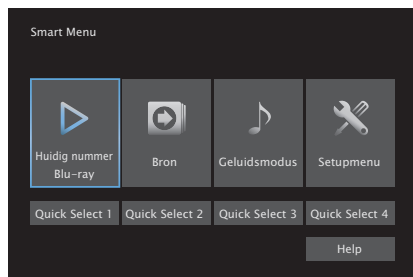 Smart Menu
Huidig nummer
Blu-ray
Bron
Geluidsmodus
Setupmenu
Quick Select 1
Quick Select 2
Quick Select 3
Quick Select 4
Help